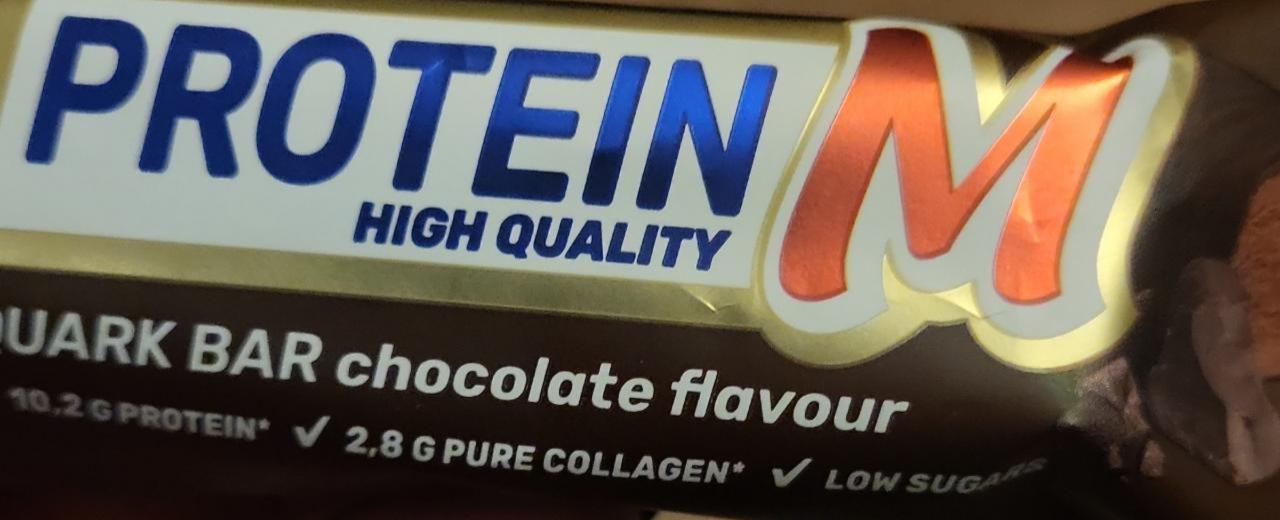 PROTEIN M
HIGH QUALITY
QUARK BAR chocolate flavour
10.2 G PROTEIN* ✓ 2,8 G PURE COLLAGEN* ✓ LOW SUGARS